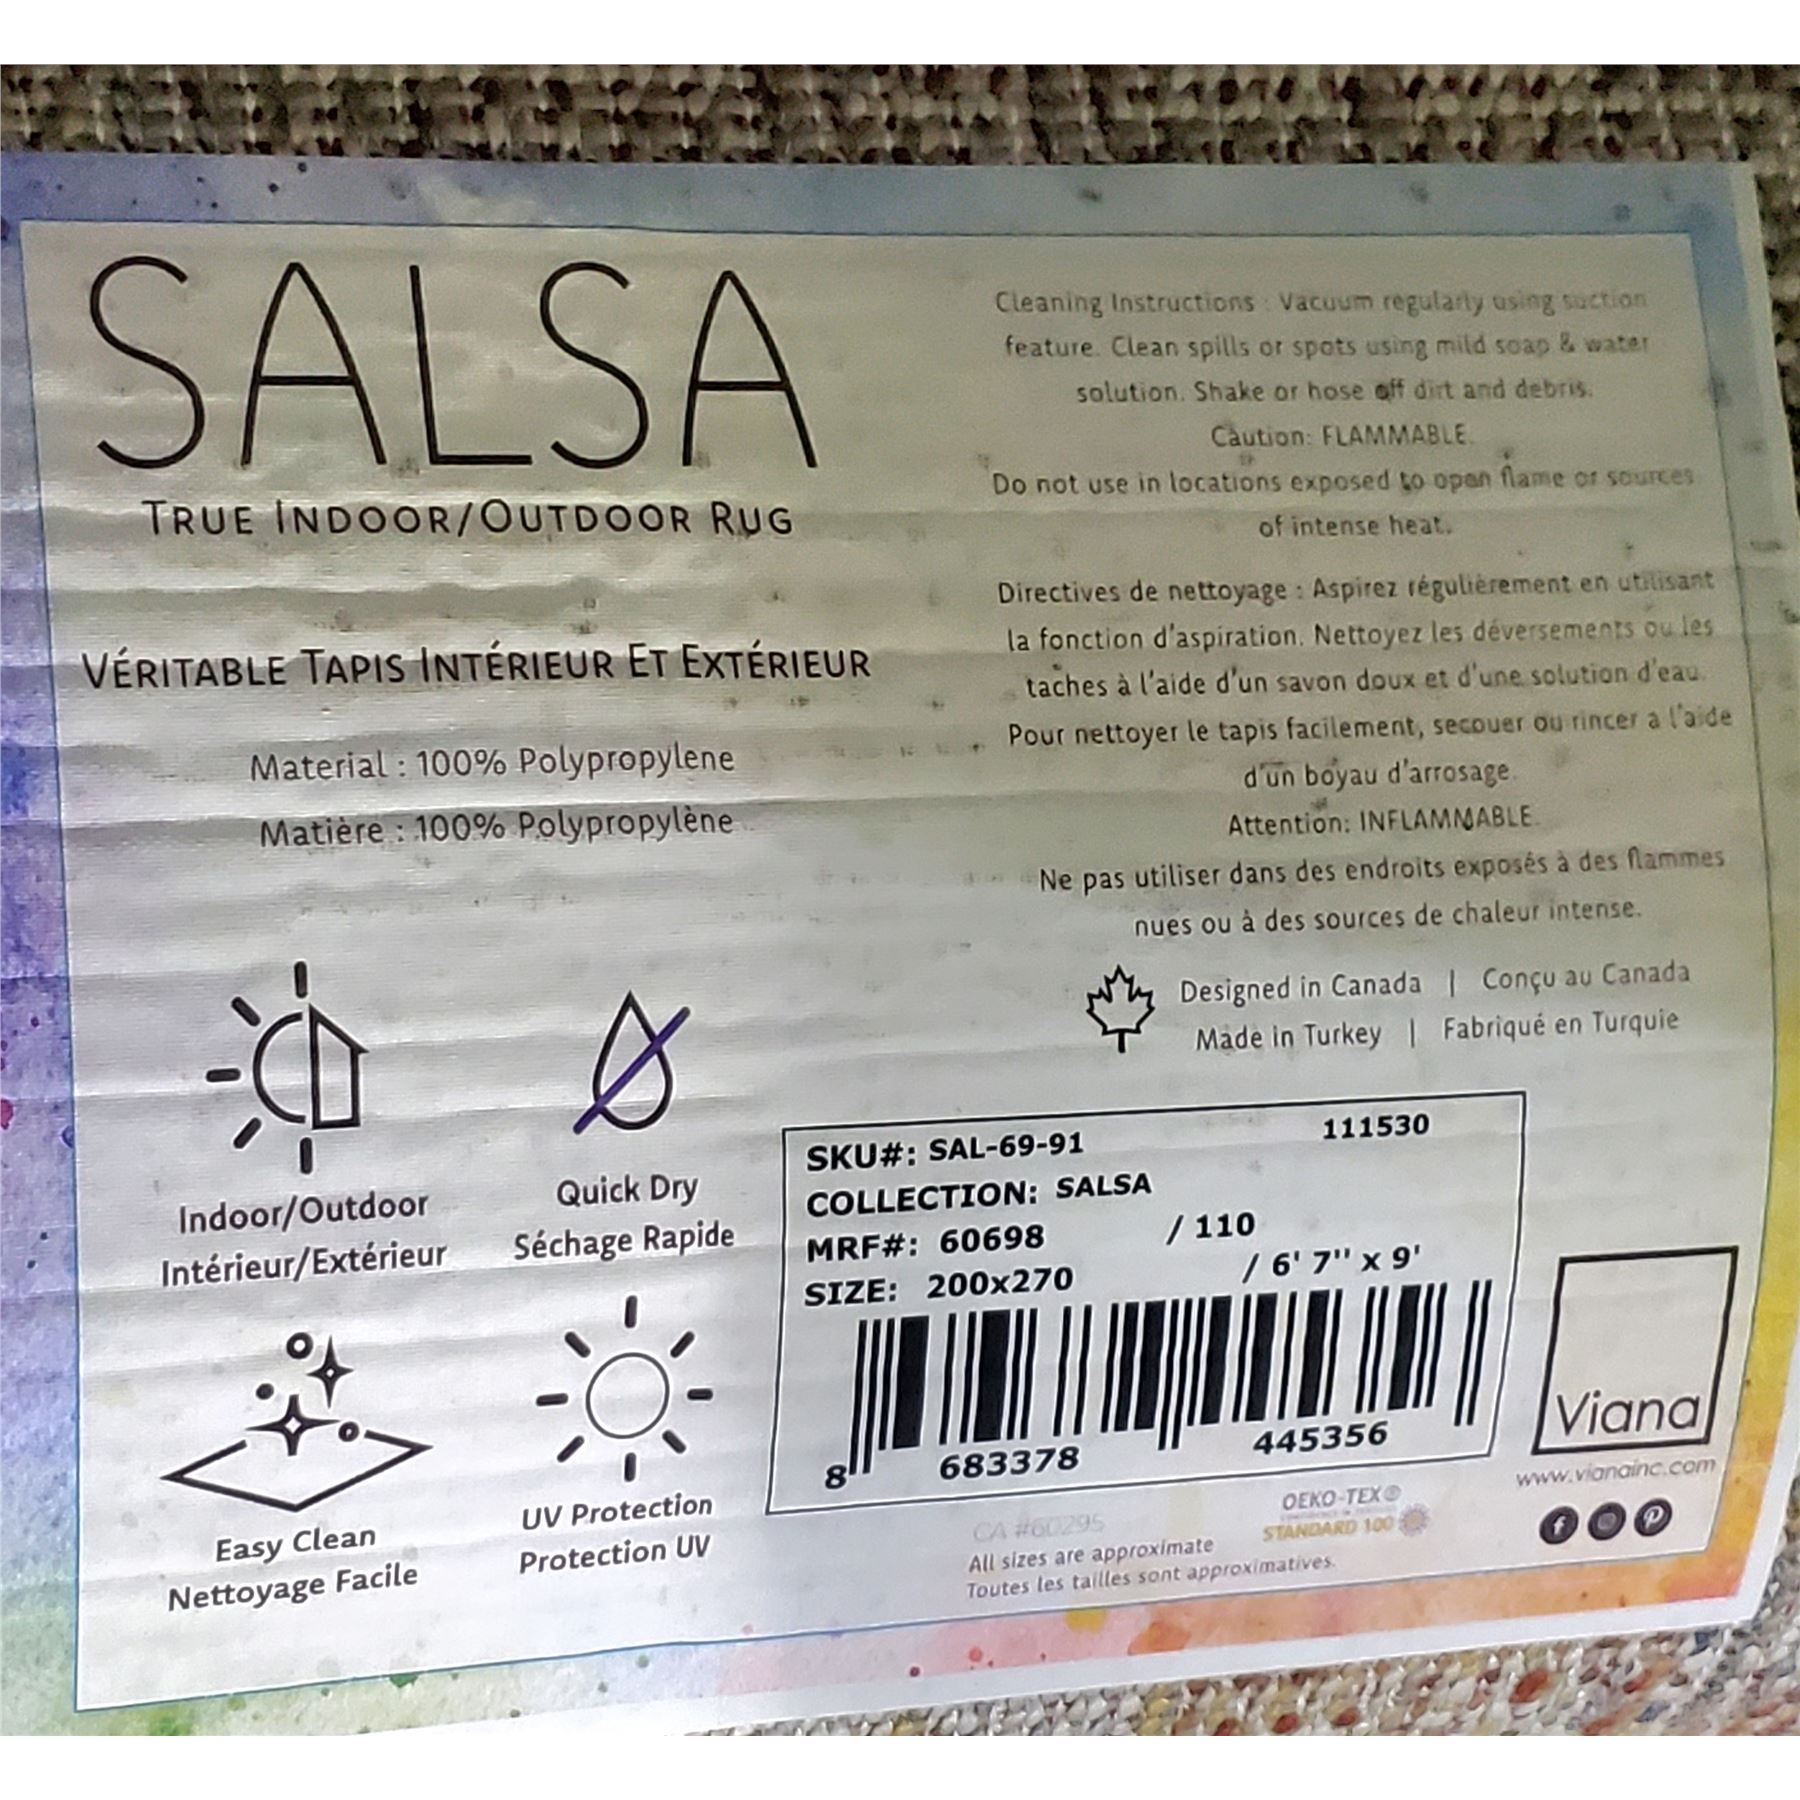 SALSA
TRUE INDOOR/OUTDOOR RUG
VÉRITABLE TAPIS INTÉRIEUR ET EXTÉRIEUR
Material : 100% Polypropylene
Matière : 100% Polypropylène
Indoor/Outdoor
Intérieur/Extérieur
Quick Dry
Séchage Rapide
Easy Clean
Nettoyage Facile
UV Protection
Protection UV
Cleaning Instructions : Vacuum regularly using suction
feature. Clean spills or spots using mild soap & water
solution. Shake or hose off dirt and debris.
Caution: FLAMMABLE.
Do not use in locations exposed to open flame or sources
of intense heat.
Directives de nettoyage : Aspirez régulièrement en utilisant
la fonction d'aspiration. Nettoyez les déversements ou les
taches à l'aide d'un savon doux et d'une solution d'eau.
Pour nettoyer le tapis facilement, secouer ou rincer a l'aide
d'un boyau d'arrosage.
Attention: INFLAMMABLE.
Ne pas utiliser dans des endroits exposés à des flammes
nues ou à des sources de chaleur intense.
Designed in Canada | Conçu au Canada
Made in Turkey | Fabriqué en Turquie
SKU#: SAL-69-91 111530
COLLECTION: SALSA
MRF#: 60698 / 110
SIZE: 200x270 / 6' 7'' x 9'
8 683378 445356
Viana
www.vianainc.com
CA #60295
OEKO-TEX®
STANDARD 100
All sizes are approximate
Toutes les tailles sont approximatives.